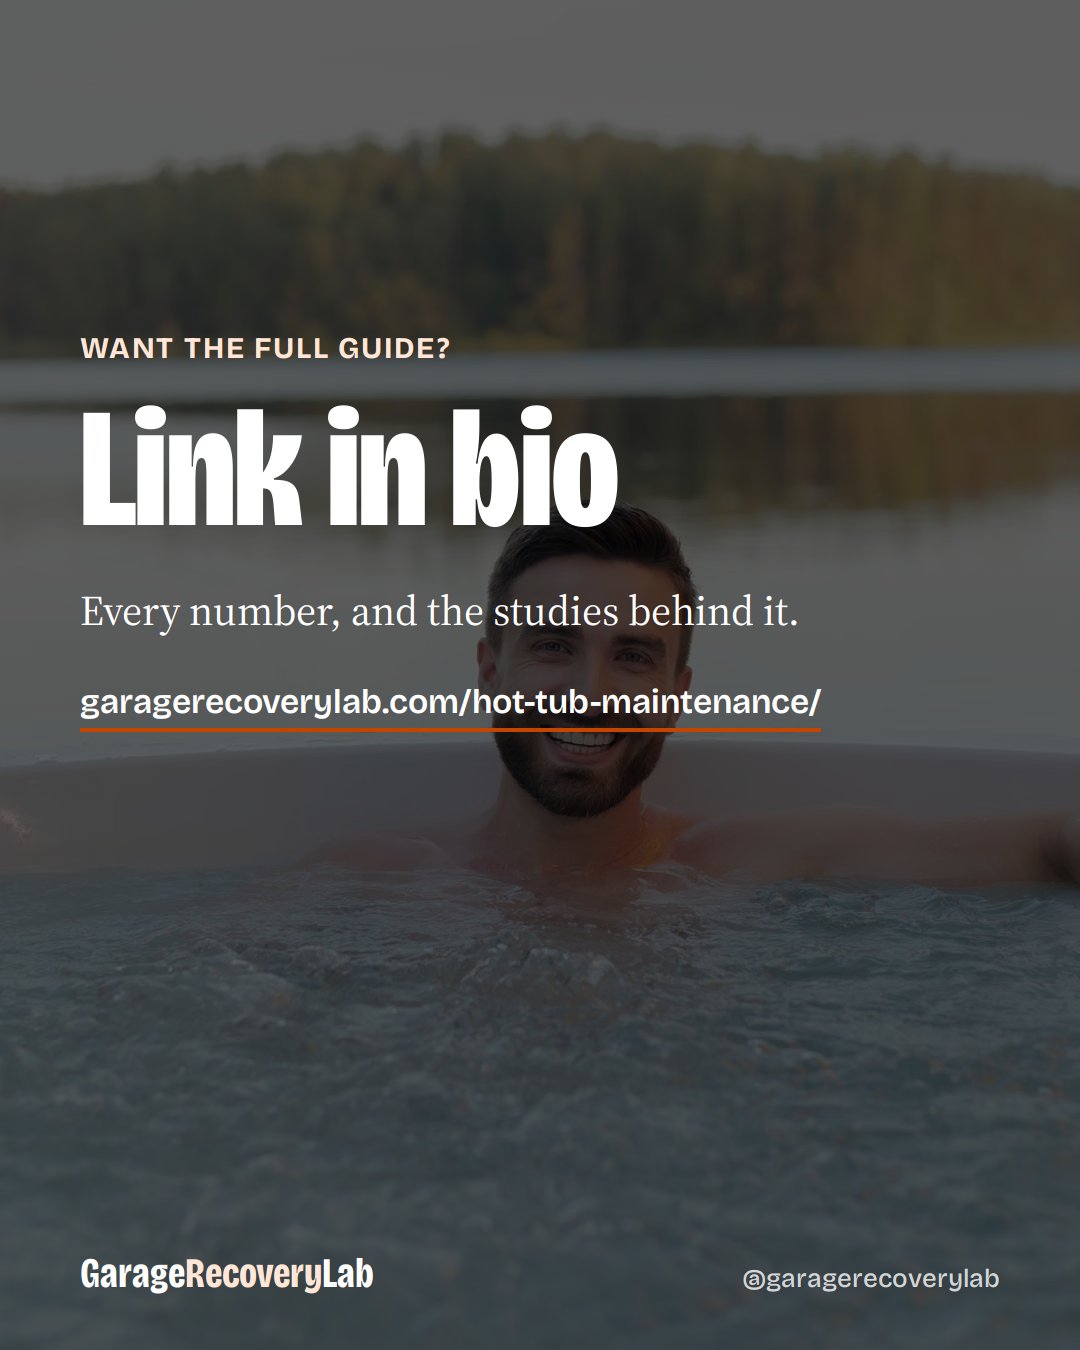 WANT THE FULL GUIDE?
Link in bio
Every number, and the studies behind it.
garagerecoverylab.com/hot-tub-maintenance/
GarageRecoveryLab
@garagerecoverylab